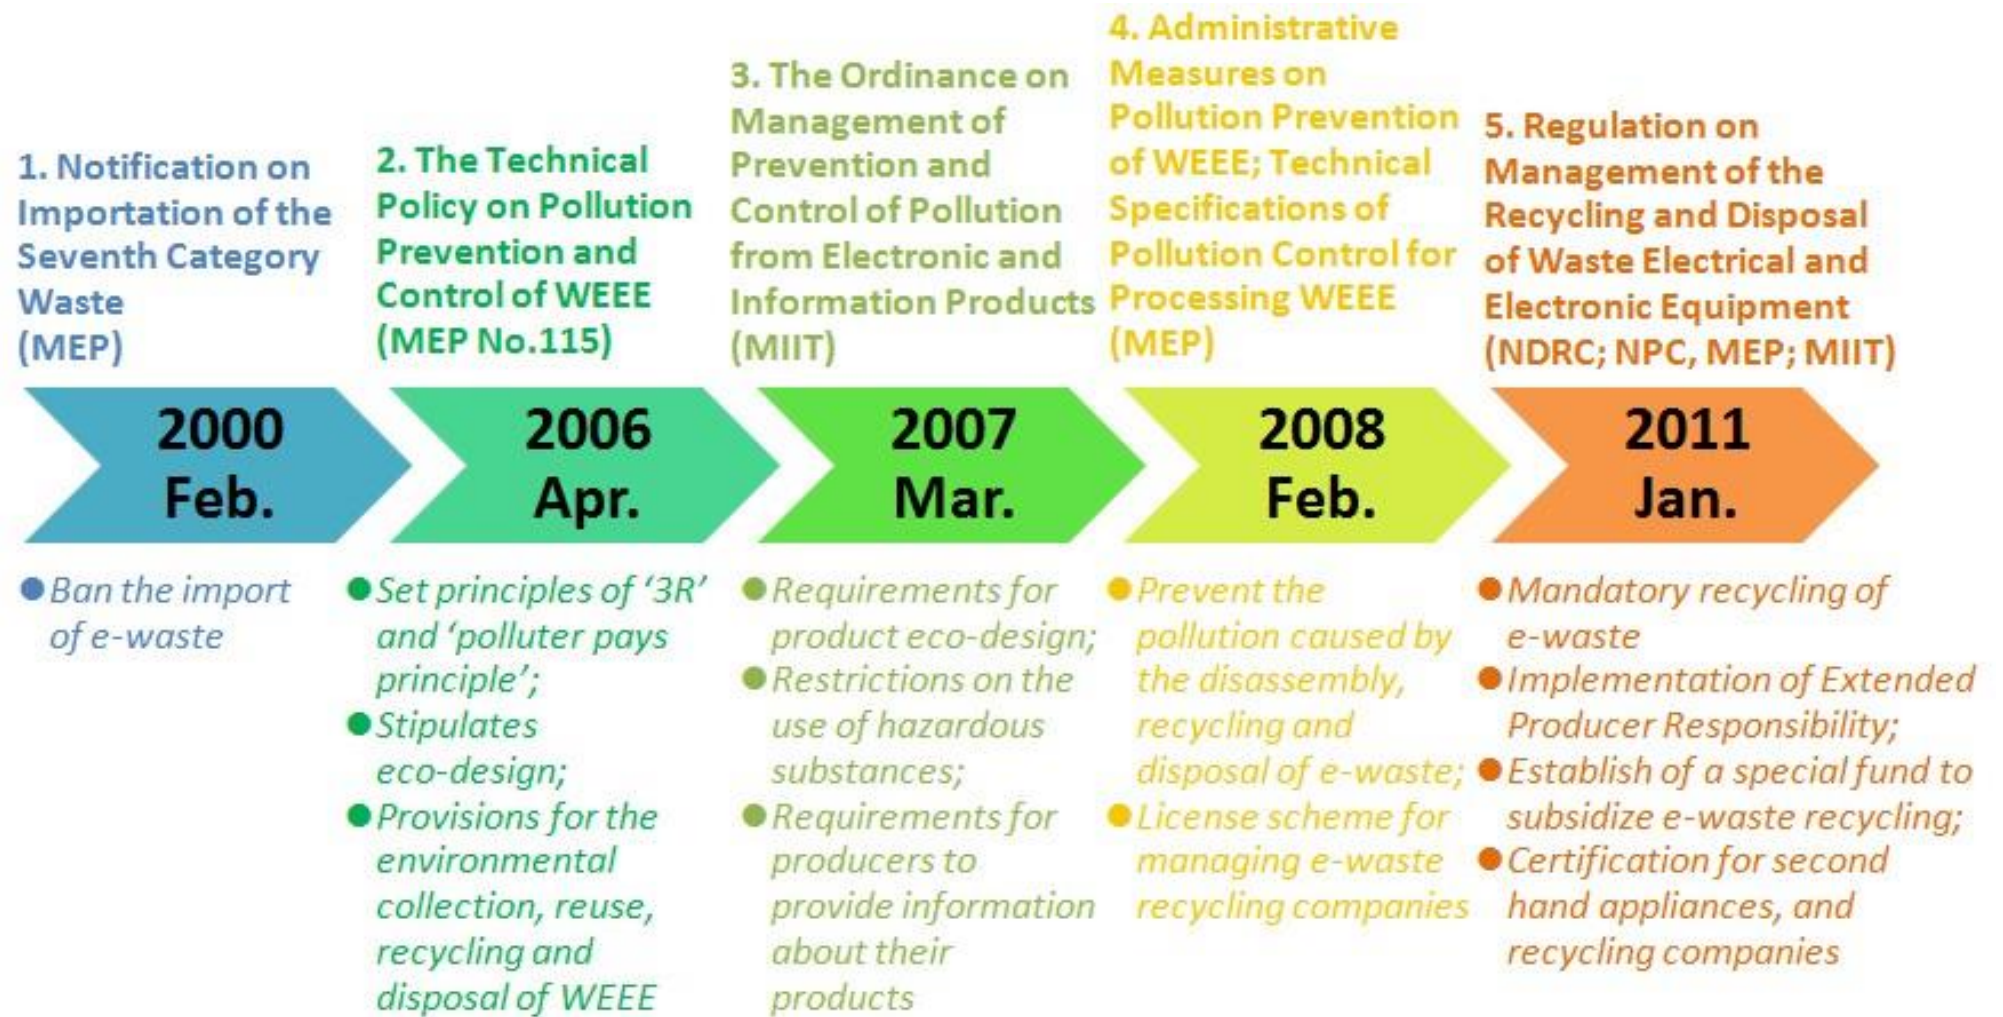 1. Notification on
Importation of the
Seventh Category
Waste
(MEP)
2. The Technical
Policy on Pollution
Prevention and
Control of WEEE
(MEP No.115)
3. The Ordinance on
Management of
Prevention and
Control of Pollution
from Electronic and
Information Products
(MIIT)
4. Administrative
Measures on
Pollution Prevention
of WEEE; Technical
Specifications of
Pollution Control for
Processing WEEE
(MEP)
5. Regulation on
Management of the
Recycling and Disposal
of Waste Electrical and
Electronic Equipment
(NDRC; NPC, MEP; MIIT)
2000
Feb.
2006
Apr.
2007
Mar.
2008
Feb.
2011
Jan.
●Ban the import
of e-waste
●Set principles of ‘3R’
and ‘polluter pays
principle’;
●Stipulates
eco-design;
●Provisions for the
environmental
collection, reuse,
recycling and
disposal of WEEE
●Requirements for
product eco-design;
●Restrictions on the
use of hazardous
substances;
●Requirements for
producers to
provide information
about their
products
●Prevent the
pollution caused by
the disassembly,
recycling and
disposal of e-waste;
●License scheme for
managing e-waste
recycling companies
●Mandatory recycling of
e-waste
●Implementation of Extended
Producer Responsibility;
●Establish of a special fund to
subsidize e-waste recycling;
●Certification for second
hand appliances, and
recycling companies